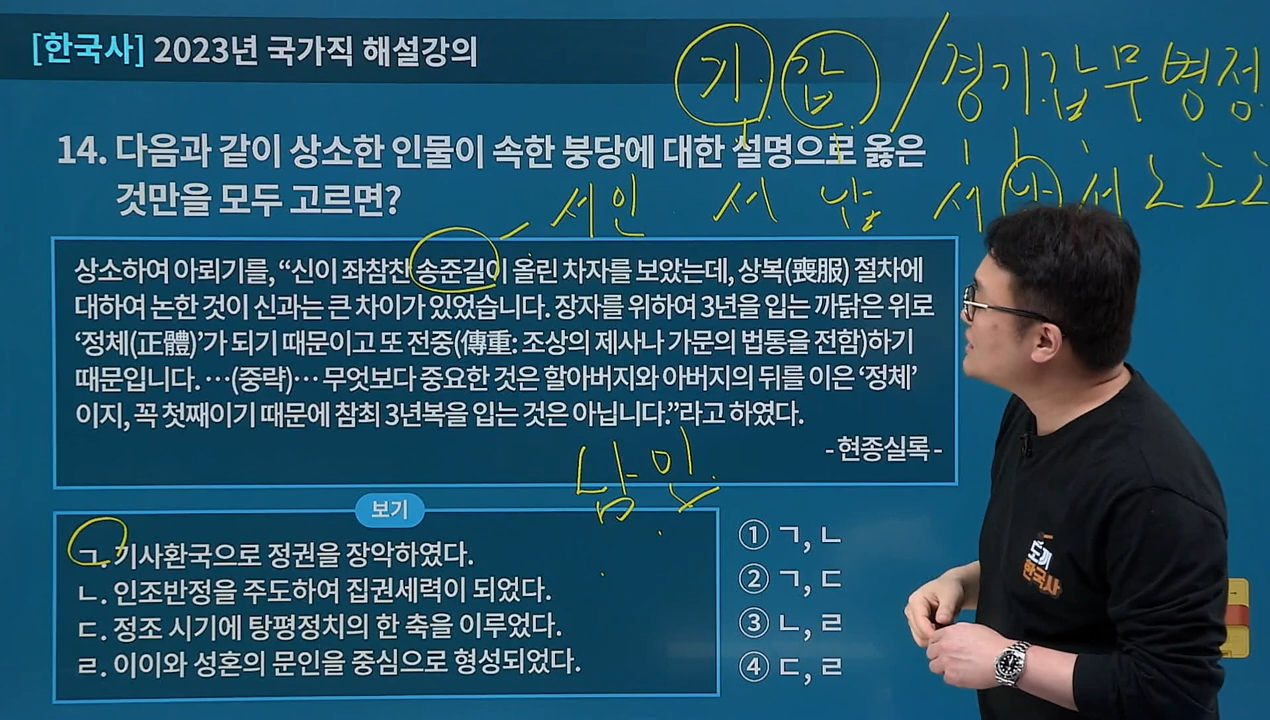 [한국사] 2023년 국가직 해설강의
기 갑 / 경기갑무병정
14. 다음과 같이 상소한 인물이 속한 붕당에 대한 설명으로 옳은
것만을 모두 고르면?
서인 서 남 서
상소하여 아뢰기를, “신이 좌참찬 송준길이 올린 차자를 보았는데, 상복(喪服) 절차에
대하여 논한 것이 신과는 큰 차이가 있었습니다. 장자를 위하여 3년을 입는 까닭은 위로
‘정체(正體)’가 되기 때문이고 또 전중(傳重: 조상의 제사나 가문의 법통을 전함)하기
때문입니다. …(중략)… 무엇보다 중요한 것은 할아버지와 아버지의 뒤를 이은 ‘정체’
이지, 꼭 첫째이기 때문에 참최 3년복을 입는 것은 아닙니다.”라고 하였다.
- 현종실록 -
남인
보기
ㄱ. 기사환국으로 정권을 장악하였다.
ㄴ. 인조반정을 주도하여 집권세력이 되었다.
ㄷ. 정조 시기에 탕평정치의 한 축을 이루었다.
ㄹ. 이이와 성혼의 문인을 중심으로 형성되었다.
① ㄱ, ㄴ
② ㄱ, ㄷ
③ ㄴ, ㄹ
④ ㄷ, ㄹ
한국사